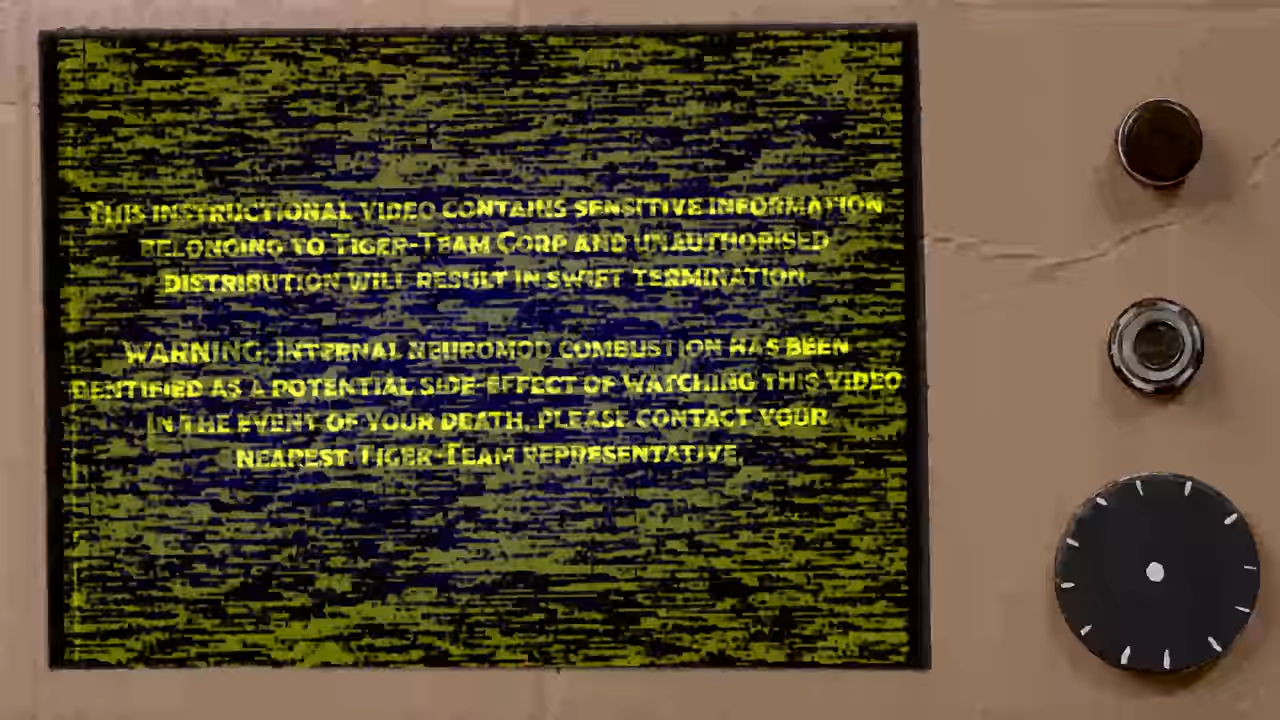 This instructional video contains sensitive information
belonging to Tiger-Team Corp and unauthorised
distribution will result in swift termination.
Warning, internal neuromod combustion has been
identified as a potential side-effect of watching this video
in the event of your death, please contact your
nearest Tiger-Team representative.